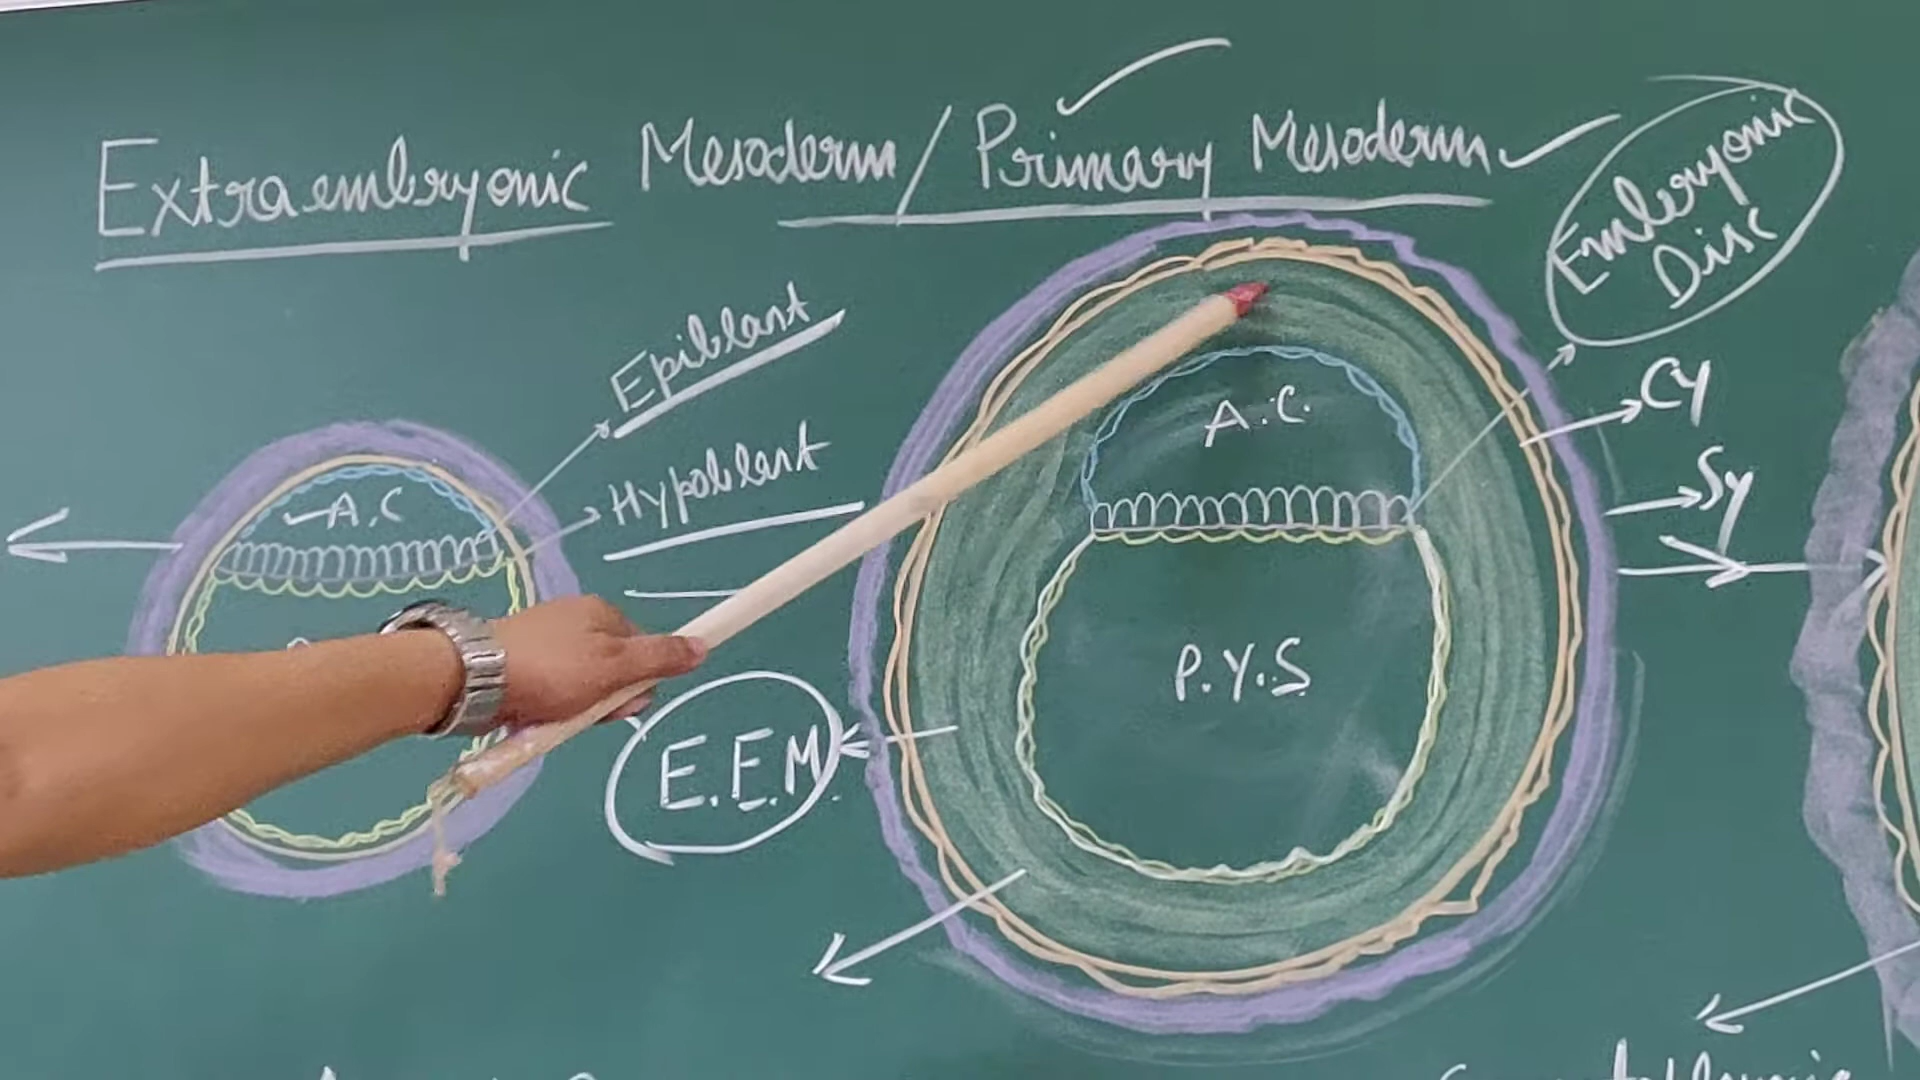 Extraembryonic Mesoderm / Primary Mesoderm
Embryonic
Disc
Epiblast
Hypoblast
A.C
A.C.
Cy
Sy
P.Y.S
E.E.M.